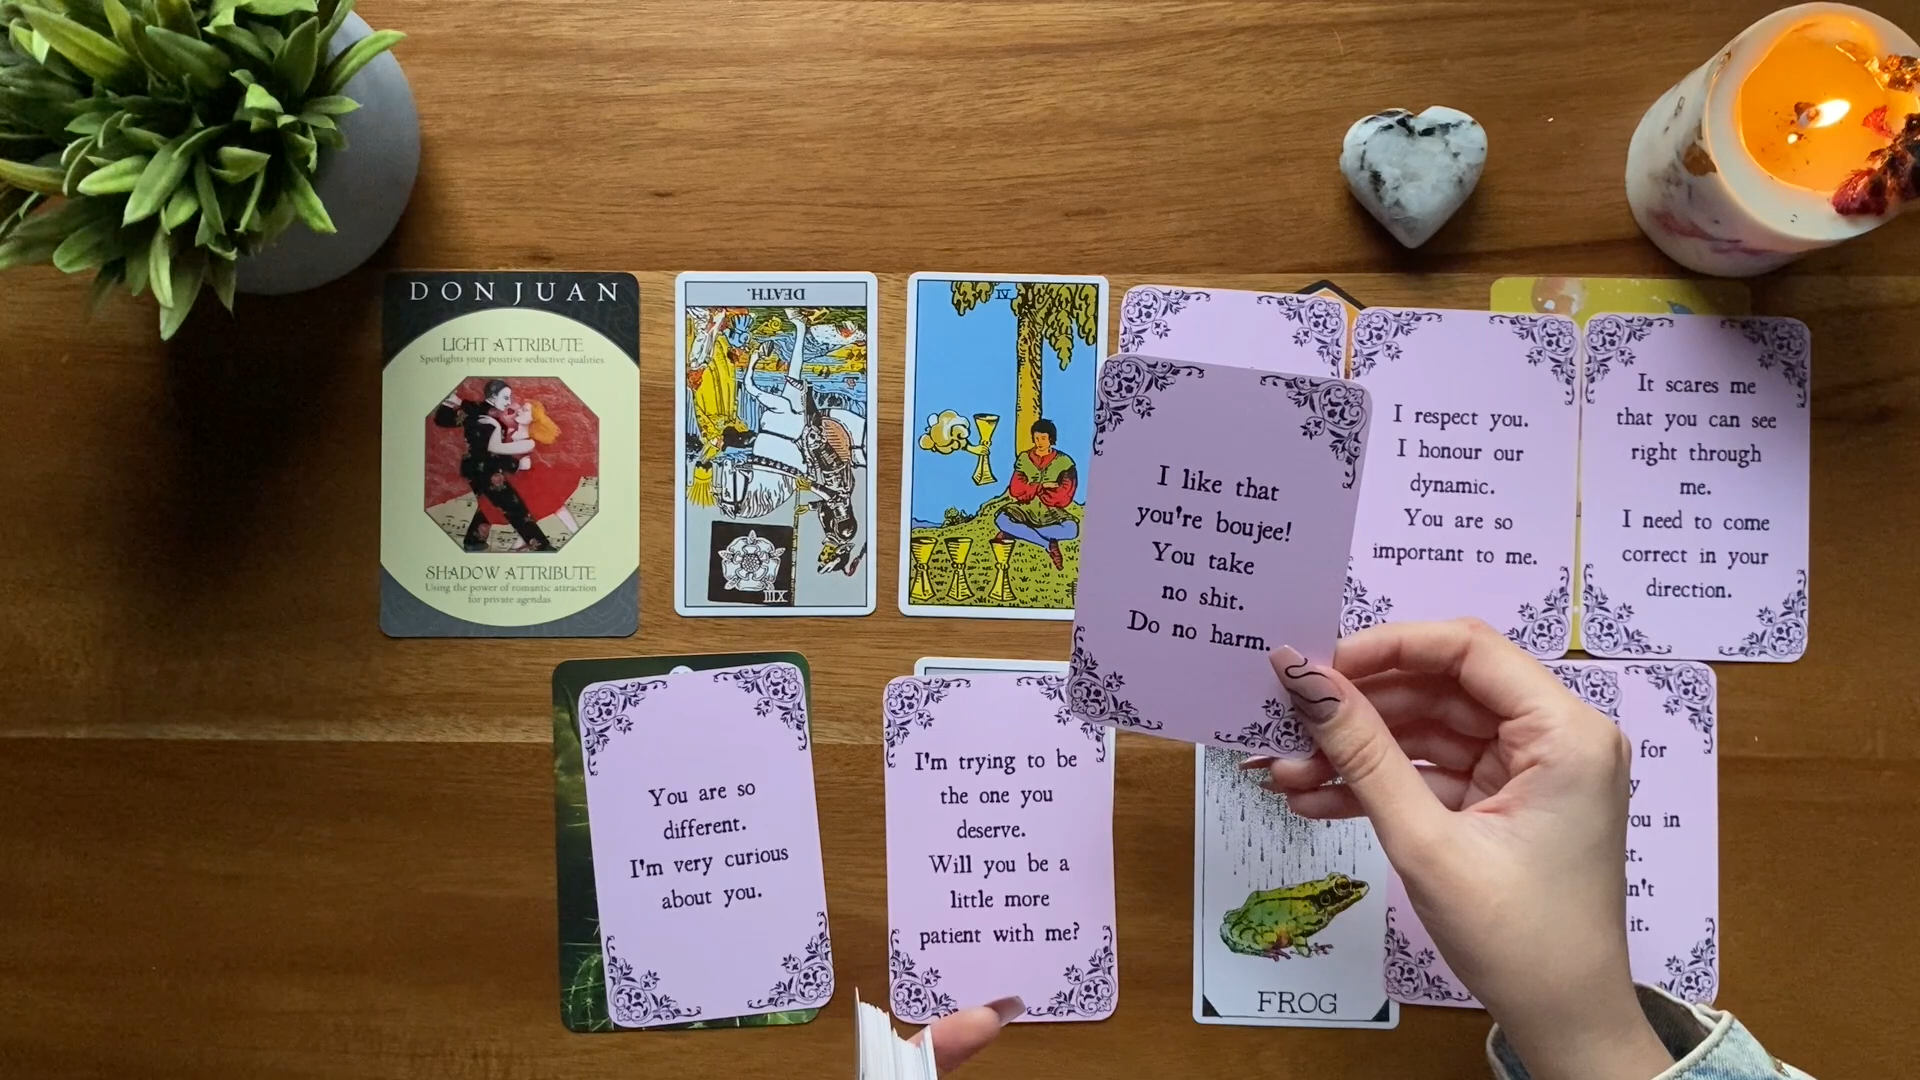 DON JUAN
LIGHT ATTRIBUTE
Spotlights your positive seductive qualities.
SHADOW ATTRIBUTE
Using the power of romantic attraction
for private agendas
DEATH.
XIII
IV
I like that
you're boujee!
You take
no shit.
Do no harm.
I respect you.
I honour our
dynamic.
You are so
important to me.
It scares me
that you can see
right through
me.
I need to come
correct in your
direction.
You are so
different.
I'm very curious
about you.
I'm trying to be
the one you
deserve.
Will you be a
little more
patient with me?
FROG
for
in
it.